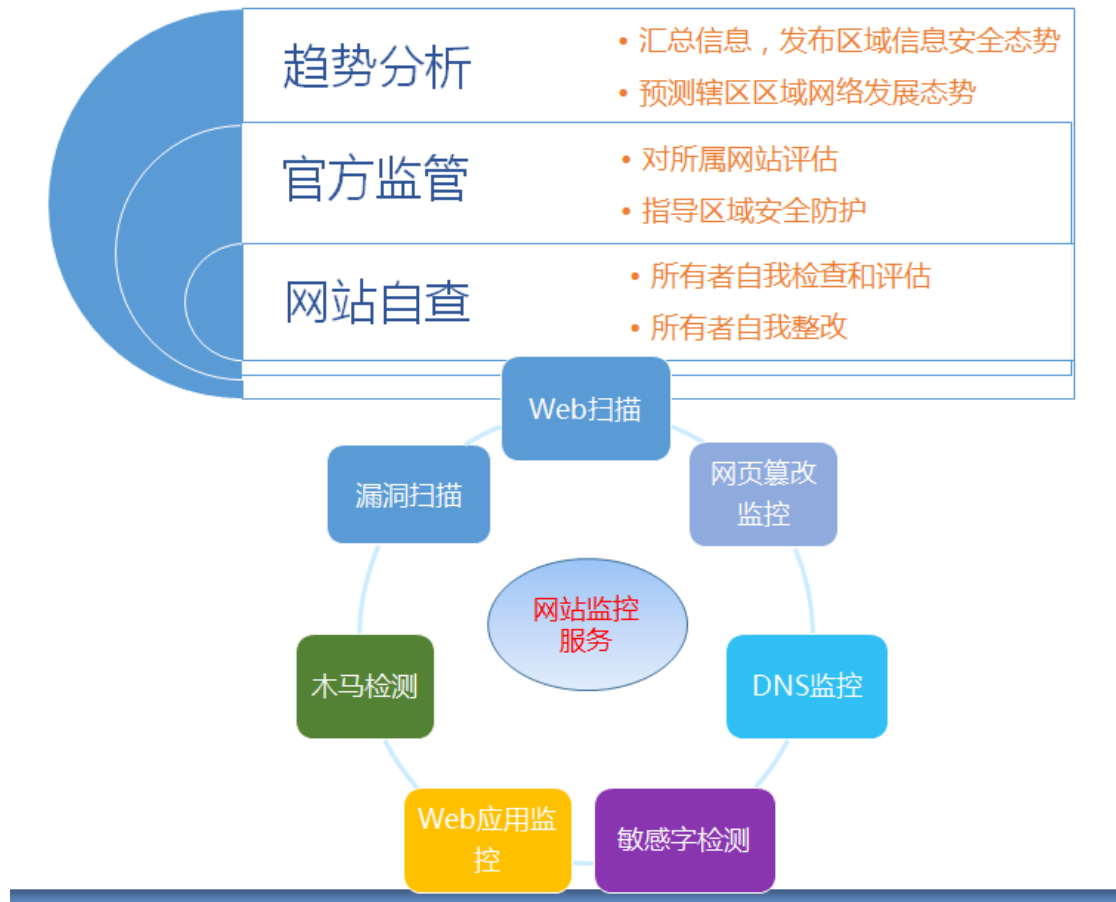 趋势分析
• 汇总信息，发布区域信息安全态势
• 预测辖区区域网络发展态势
官方监管
• 对所属网站评估
• 指导区域安全防护
网站自查
• 所有者自我检查和评估
• 所有者自我整改
Web扫描
漏洞扫描
网页篡改
监控
网站监控
服务
木马检测
DNS监控
Web应用监
控
敏感字检测